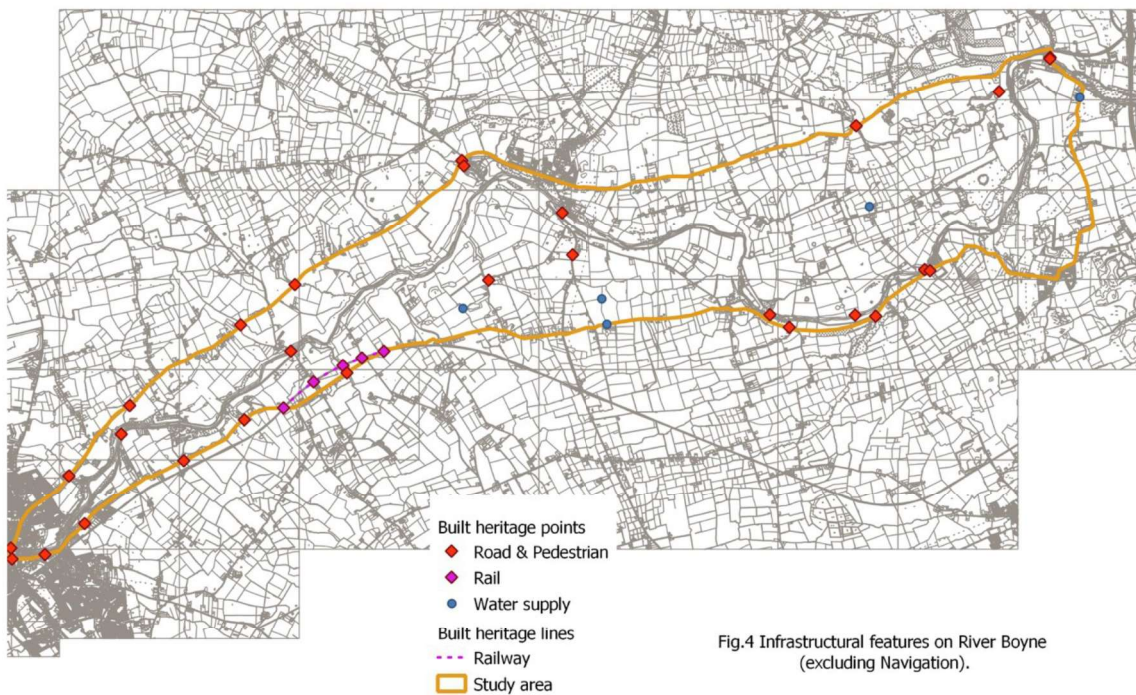 Built heritage points
Road & Pedestrian
Rail
Water supply
Built heritage lines
Railway
Study area
Fig.4 Infrastructural features on River Boyne
(excluding Navigation).